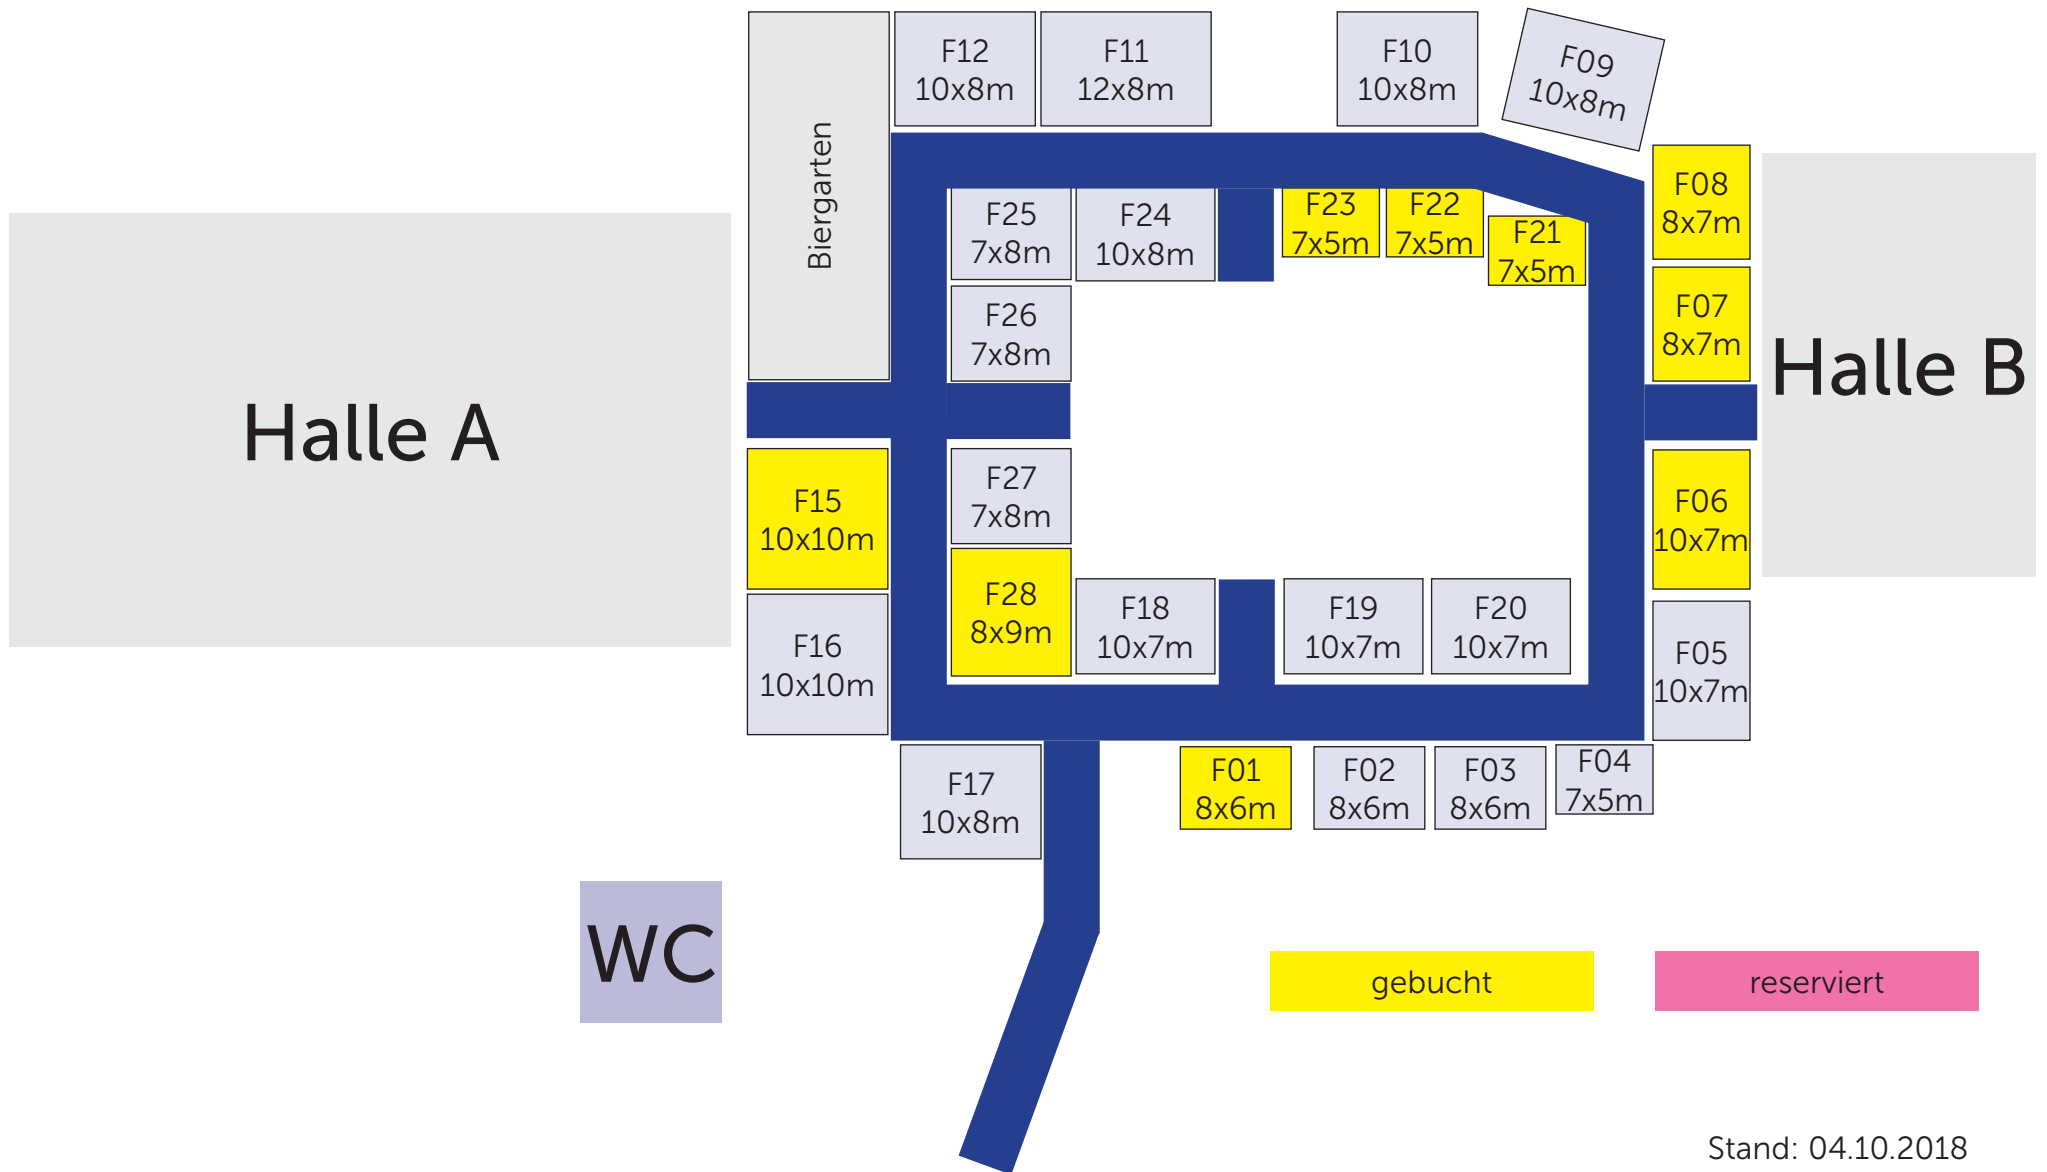 F12
10x8m
F11
12x8m
F10
10x8m
F09
10x8m
Biergarten
F25
7x8m
F24
10x8m
F23
7x5m
F22
7x5m
F21
7x5m
F08
8x7m
F26
7x8m
F07
8x7m
Halle A
Halle B
F15
10x10m
F27
7x8m
F06
10x7m
F28
8x9m
F18
10x7m
F19
10x7m
F20
10x7m
F16
10x10m
F05
10x7m
F17
10x8m
F01
8x6m
F02
8x6m
F03
8x6m
F04
7x5m
WC
gebucht
reserviert
Stand: 04.10.2018